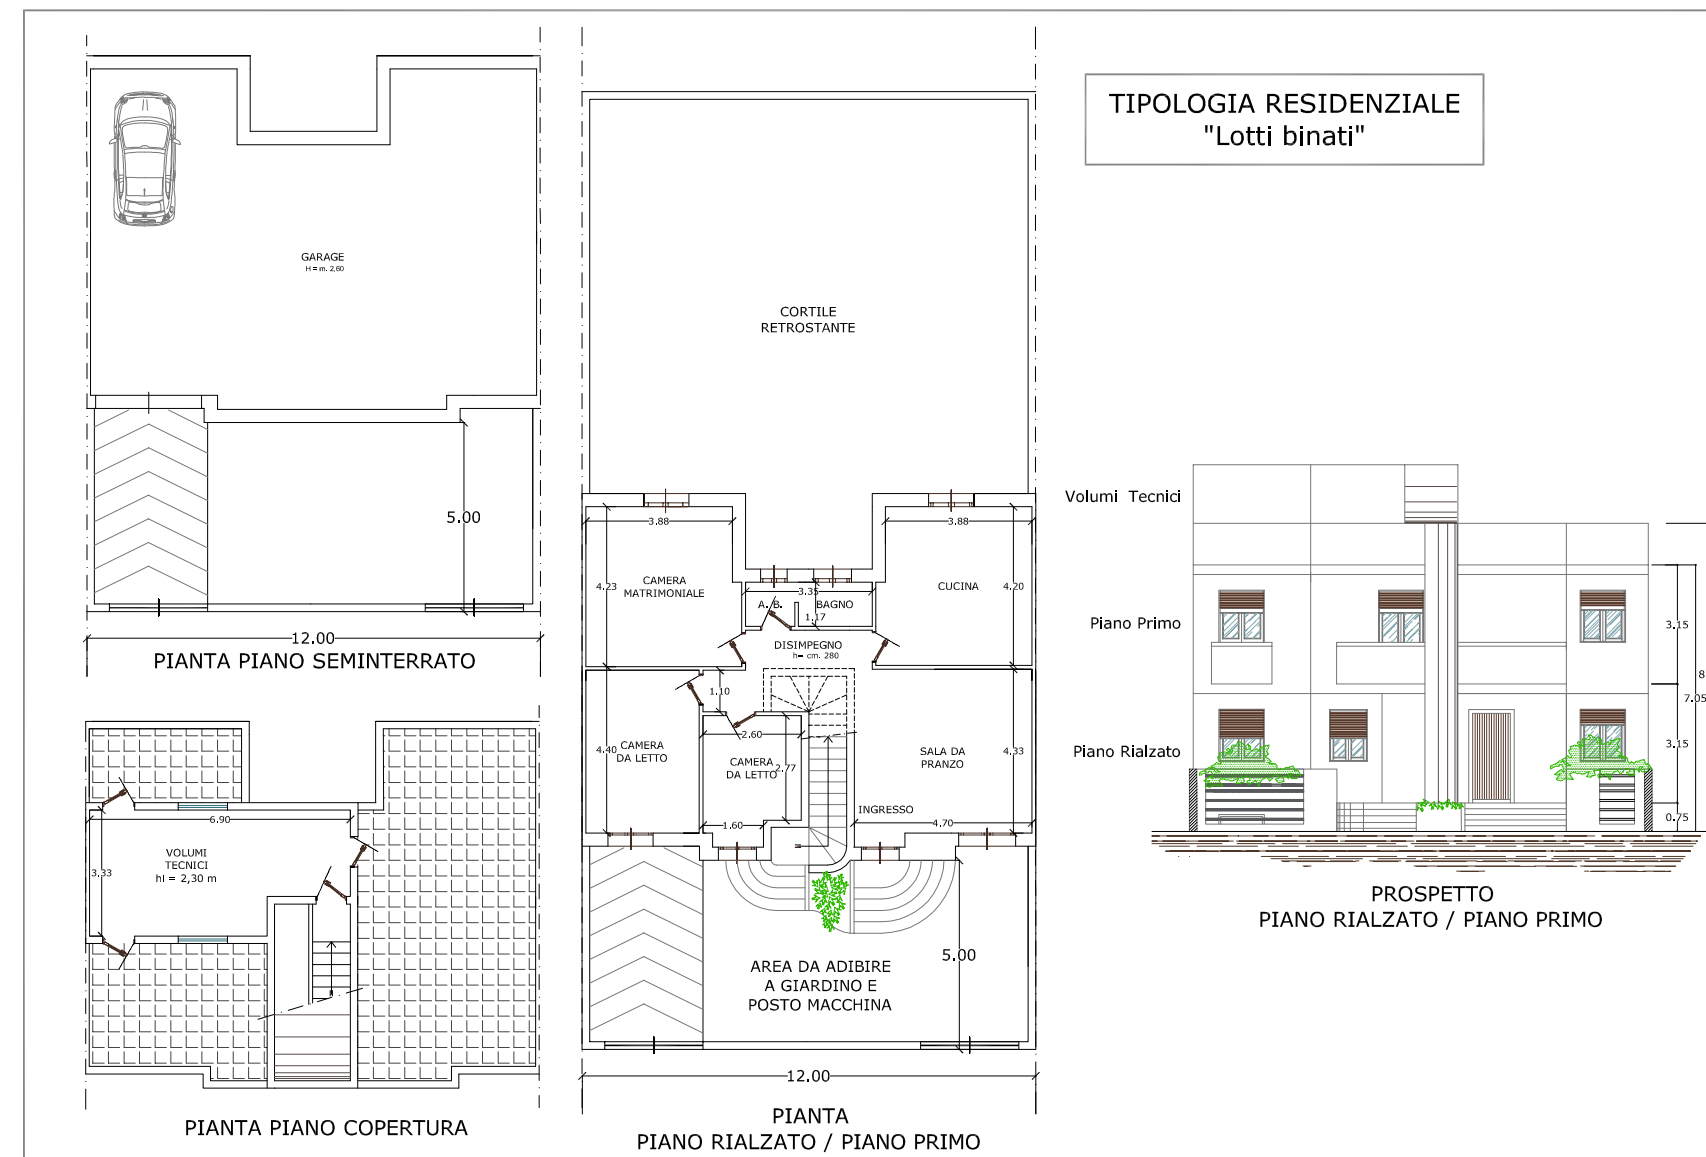 TIPOLOGIA RESIDENZIALE
"Lotti binati"
GARAGE
H = m. 2,60
5.00
12.00
PIANTA PIANO SEMINTERRATO
6.90
VOLUMI
TECNICI
hl = 2,30 m
3.33
PIANTA PIANO COPERTURA
CORTILE
RETROSTANTE
3.88
3.88
4.23
CAMERA
MATRIMONIALE
3.35
A. B.
BAGNO
1.17
CUCINA
4.20
DISIMPEGNO
h= cm. 280
1.10
4.40
CAMERA
DA LETTO
2.60
CAMERA
DA LETTO
2.77
SALA DA
PRANZO
4.33
INGRESSO
1.60
4.70
5.00
AREA DA ADIBIRE
A GIARDINO E
POSTO MACCHINA
12.00
PIANTA
PIANO RIALZATO / PIANO PRIMO
Volumi Tecnici
Piano Primo
Piano Rialzato
3.15
8
7.05
3.15
0.75
PROSPETTO
PIANO RIALZATO / PIANO PRIMO